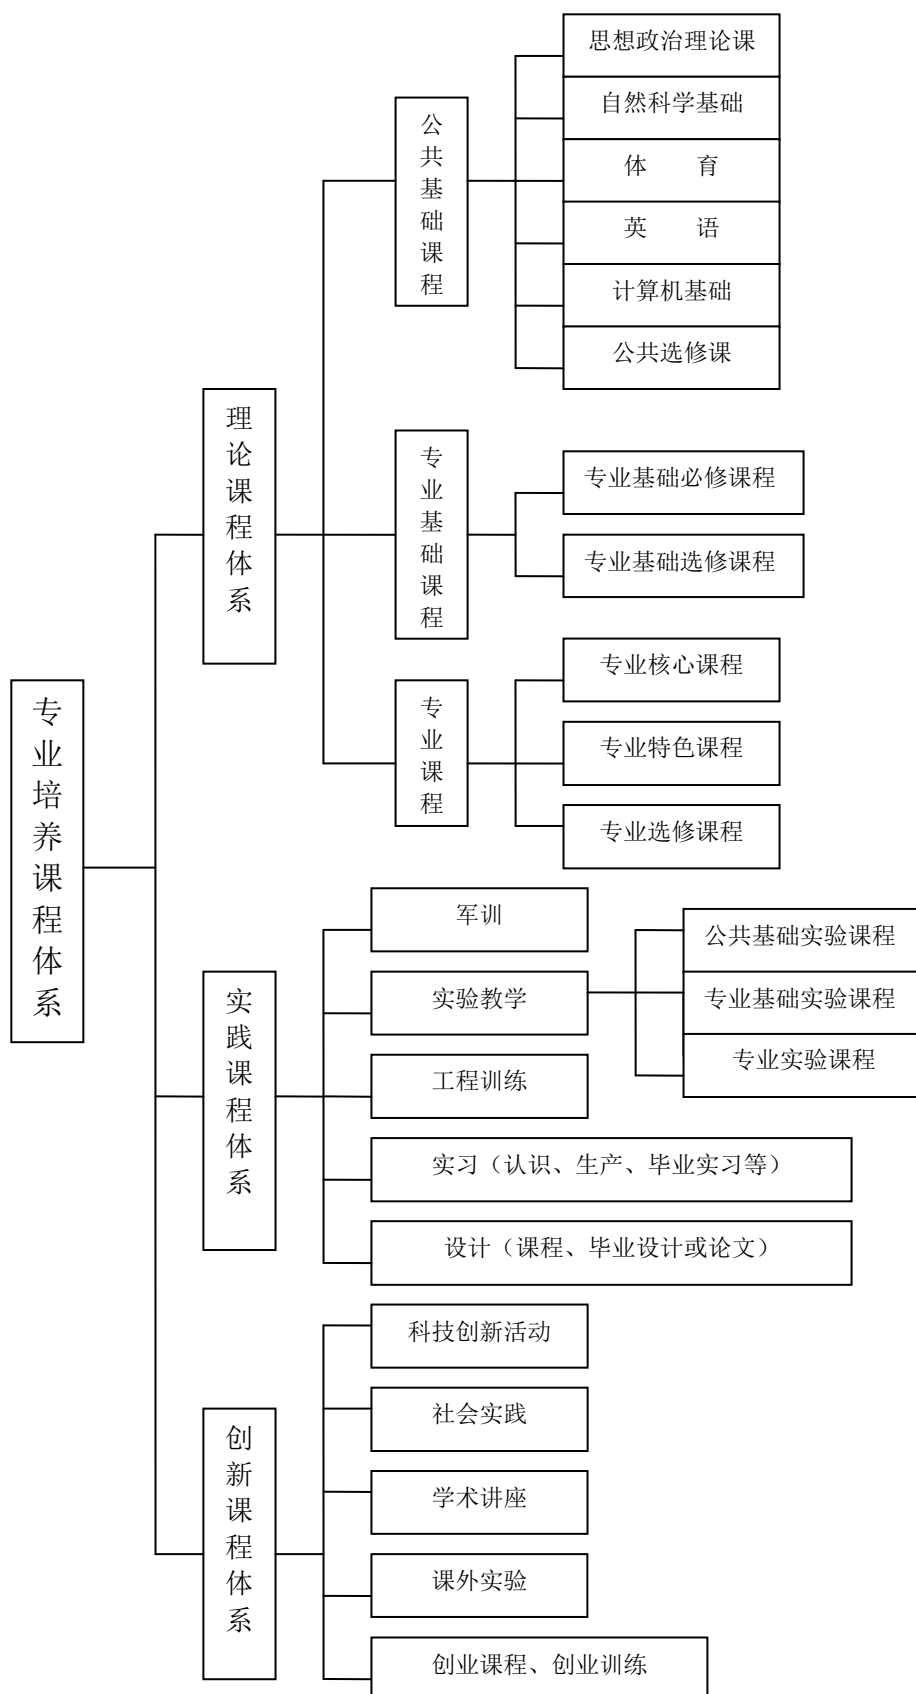 专业培养课程体系
理论课程体系
公共基础课程
思想政治理论课
自然科学基础
体 育
英 语
计算机基础
公共选修课
专业基础课程
专业基础必修课程
专业基础选修课程
专业课程
专业核心课程
专业特色课程
专业选修课程
实践课程体系
军训
实验教学
公共基础实验课程
专业基础实验课程
专业实验课程
工程训练
实习（认识、生产、毕业实习等）
设计（课程、毕业设计或论文）
创新课程体系
科技创新活动
社会实践
学术讲座
课外实验
创业课程、创业训练